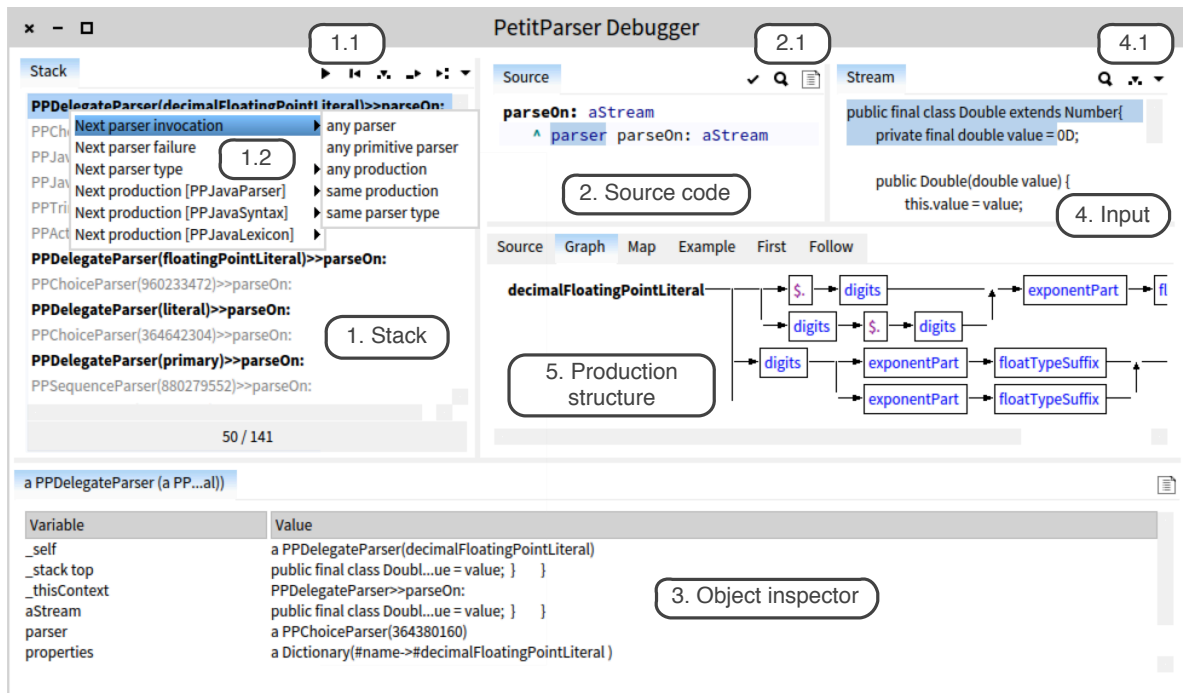 PetitParser Debugger
1.1
2.1
4.1
Stack
Source
Stream
PPDelegateParser(decimalFloatingPointLiteral)>>parseOn:
PPCh
PPJav
PPJav
PPTri
PPAct
Next parser invocation
Next parser failure
Next parser type
Next production [PPJavaParser]
Next production [PPJavaSyntax]
Next production [PPJavaLexicon]
1.2
any parser
any primitive parser
any production
same production
same parser type
PPDelegateParser(floatingPointLiteral)>>parseOn:
PPChoiceParser(960233472)>>parseOn:
PPDelegateParser(literal)>>parseOn:
PPChoiceParser(364642304)>>parseOn:
PPDelegateParser(primary)>>parseOn:
PPSequenceParser(880279552)>>parseOn:
1. Stack
50 / 141
parseOn: aStream
^ parser parseOn: aStream
2. Source code
public final class Double extends Number{
private final double value = 0D;
public Double(double value) {
this.value = value;
4. Input
Source Graph Map Example First Follow
decimalFloatingPointLiteral
$. digits exponentPart fl
digits $. digits
digits exponentPart floatTypeSuffix
exponentPart floatTypeSuffix
5. Production
structure
a PPDelegateParser (a PP...al))
Variable Value
_self a PPDelegateParser(decimalFloatingPointLiteral)
_stack top public final class Doubl...ue = value; } }
_thisContext PPDelegateParser>>parseOn:
aStream public final class Doubl...ue = value; } }
parser a PPChoiceParser(364380160)
properties a Dictionary(#name->#decimalFloatingPointLiteral )
3. Object inspector